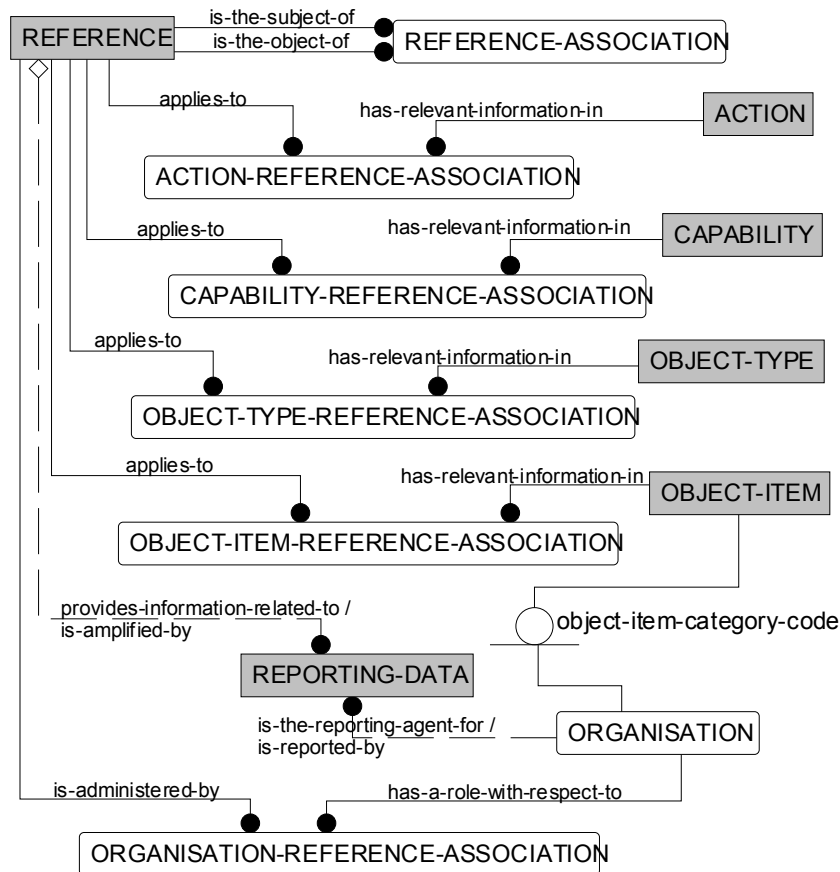 is-the-subject-of
REFERENCE
is-the-object-of
REFERENCE-ASSOCIATION
applies-to
has-relevant-information-in
ACTION
ACTION-REFERENCE-ASSOCIATION
applies-to
has-relevant-information-in
CAPABILITY
CAPABILITY-REFERENCE-ASSOCIATION
applies-to
has-relevant-information-in
OBJECT-TYPE
OBJECT-TYPE-REFERENCE-ASSOCIATION
applies-to
has-relevant-information-in
OBJECT-ITEM
OBJECT-ITEM-REFERENCE-ASSOCIATION
provides-information-related-to /
is-amplified-by
object-item-category-code
REPORTING-DATA
is-the-reporting-agent-for /
is-reported-by
ORGANISATION
is-administered-by
has-a-role-with-respect-to
ORGANISATION-REFERENCE-ASSOCIATION